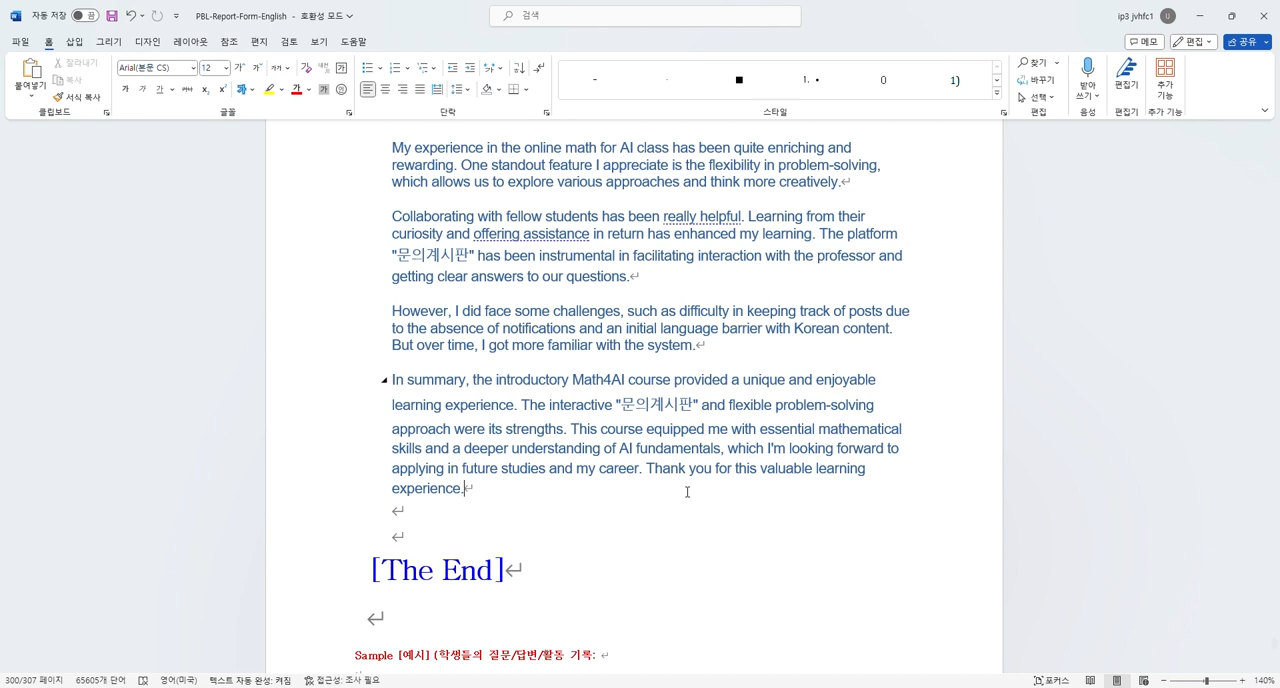 자동 저장 끔 PBL-Report-Form-English - 호환성 모드 검색 ip3 jvhfc1 U
파일 홈 삽입 그리기 디자인 레이아웃 참조 편지 검토 보기 도움말 메모 편집 공유
붙여넣기 잘라내기 복사 서식 복사
클립보드
Arial(본문 CS) 12
글꼴
단락
- · ■ 1. • 0 1)
스타일
찾기 바꾸기 선택
편집
받아쓰기
음성
편집기
편집기
추가 기능
추가 기능
My experience in the online math for AI class has been quite enriching and
rewarding. One standout feature I appreciate is the flexibility in problem-solving,
which allows us to explore various approaches and think more creatively.↵
Collaborating with fellow students has been really helpful. Learning from their
curiosity and offering assistance in return has enhanced my learning. The platform
"문의계시판" has been instrumental in facilitating interaction with the professor and
getting clear answers to our questions.↵
However, I did face some challenges, such as difficulty in keeping track of posts due
to the absence of notifications and an initial language barrier with Korean content.
But over time, I got more familiar with the system.↵
In summary, the introductory Math4AI course provided a unique and enjoyable
learning experience. The interactive "문의계시판" and flexible problem-solving
approach were its strengths. This course equipped me with essential mathematical
skills and a deeper understanding of AI fundamentals, which I'm looking forward to
applying in future studies and my career. Thank you for this valuable learning
experience.↵
[The End]↵
Sample [예시] (학생들의 질문/답변/활동 기록: ↵
300/307 페이지 65605개 단어 영어(미국) 텍스트 자동 완성: 켜짐 접근성: 조사 필요 포커스 140%